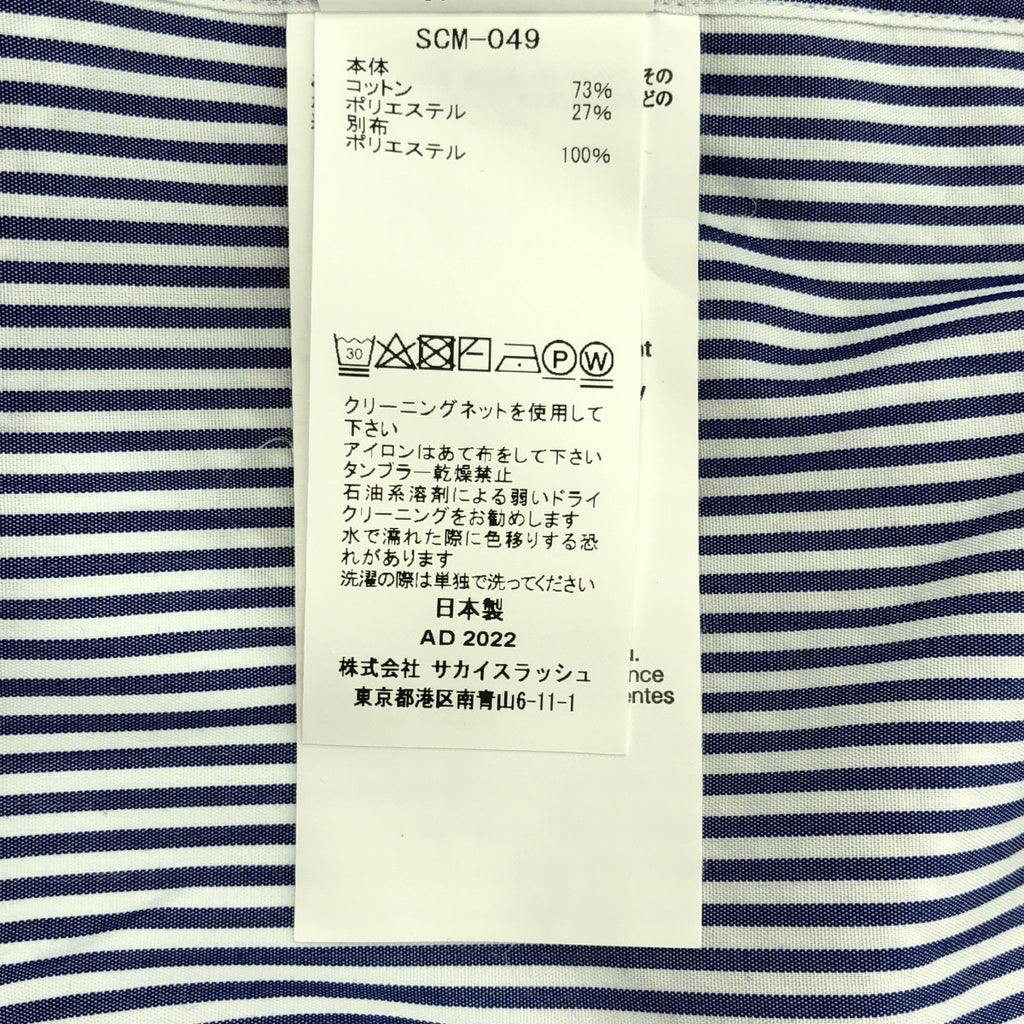 SCM-049
本体
コットン 73%
ポリエステル 27%
別布
ポリエステル 100%
その
どの
30
P
W
クリーニングネットを使用して
下さい
アイロンはあて布をして下さい
タンブラー乾燥禁止
石油系溶剤による弱いドライ
クリーニングをお勧めします
水で濡れた際に色移りする恐
れがあります
洗濯の際は単独で洗ってください
日本製
AD 2022
株式会社 サカイスラッシュ
東京都港区南青山6-11-1
nce
entes